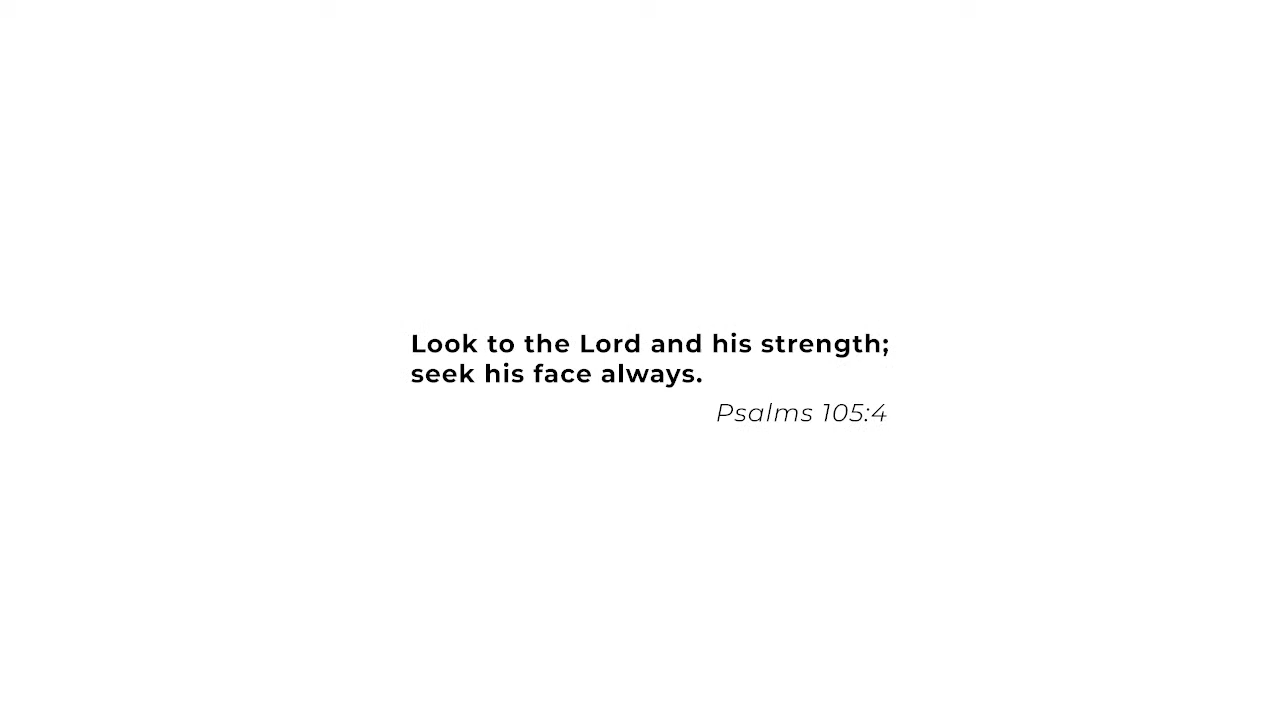 Look to the Lord and his strength;
seek his face always.
Psalms 105:4